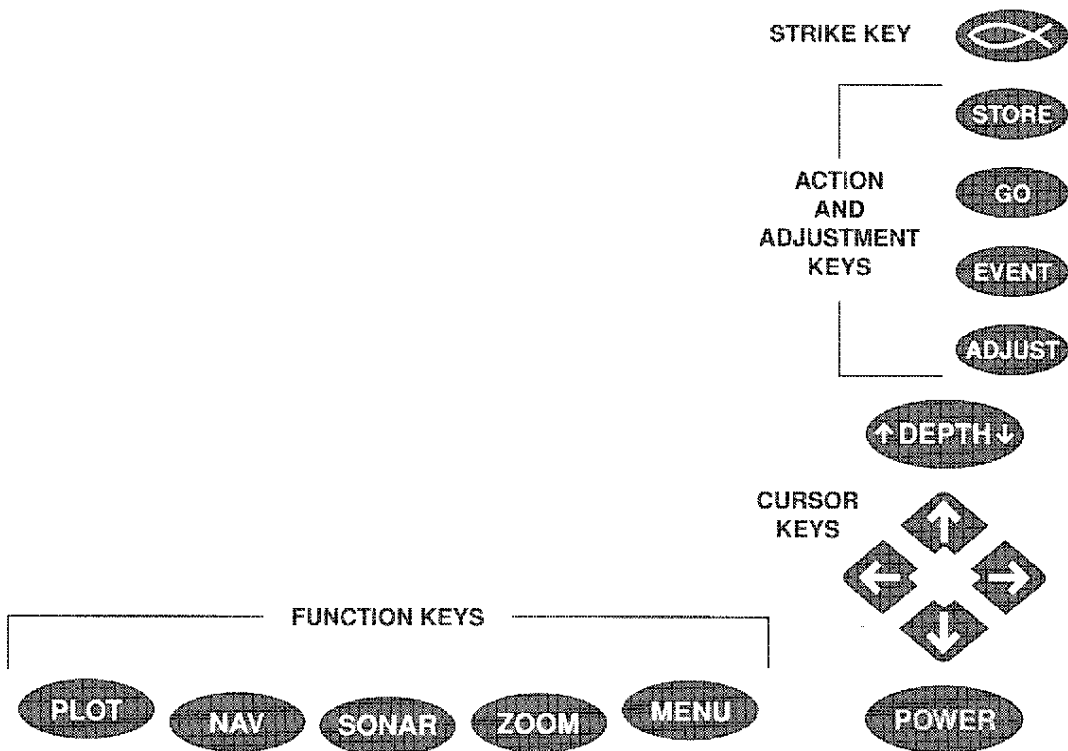 STRIKE KEY
STORE
ACTION
AND
ADJUSTMENT
KEYS
GO
EVENT
ADJUST
↑ DEPTH ↓
CURSOR
KEYS
FUNCTION KEYS
PLOT
NAV
SONAR
ZOOM
MENU
POWER